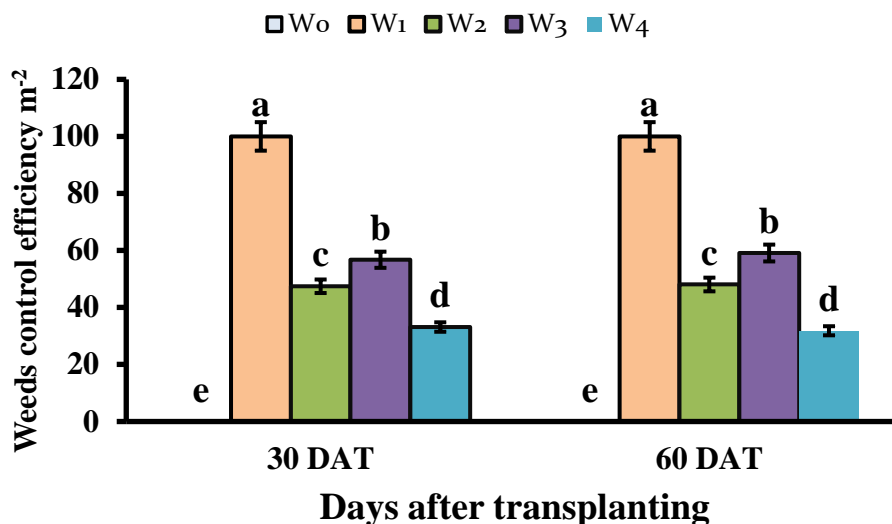 W0 W1 W2 W3 W4
Weeds control efficiency m-2
120
100
80
60
40
20
0
a
c
b
d
e
a
c
b
d
e
30 DAT 60 DAT
Days after transplanting